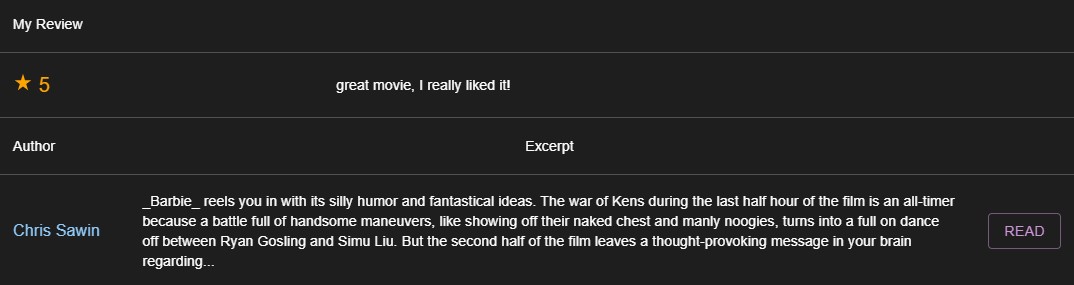 My Review
★ 5
great movie, I really liked it!
Author
Excerpt
_Barbie_ reels you in with its silly humor and fantastical ideas. The war of Kens during the last half hour of the film is an all-timer
because a battle full of handsome maneuvers, like showing off their naked chest and manly noogies, turns into a full on dance
Chris Sawin
off between Ryan Gosling and Simu Liu. But the second half of the film leaves a thought-provoking message in your brain
regarding...
READ